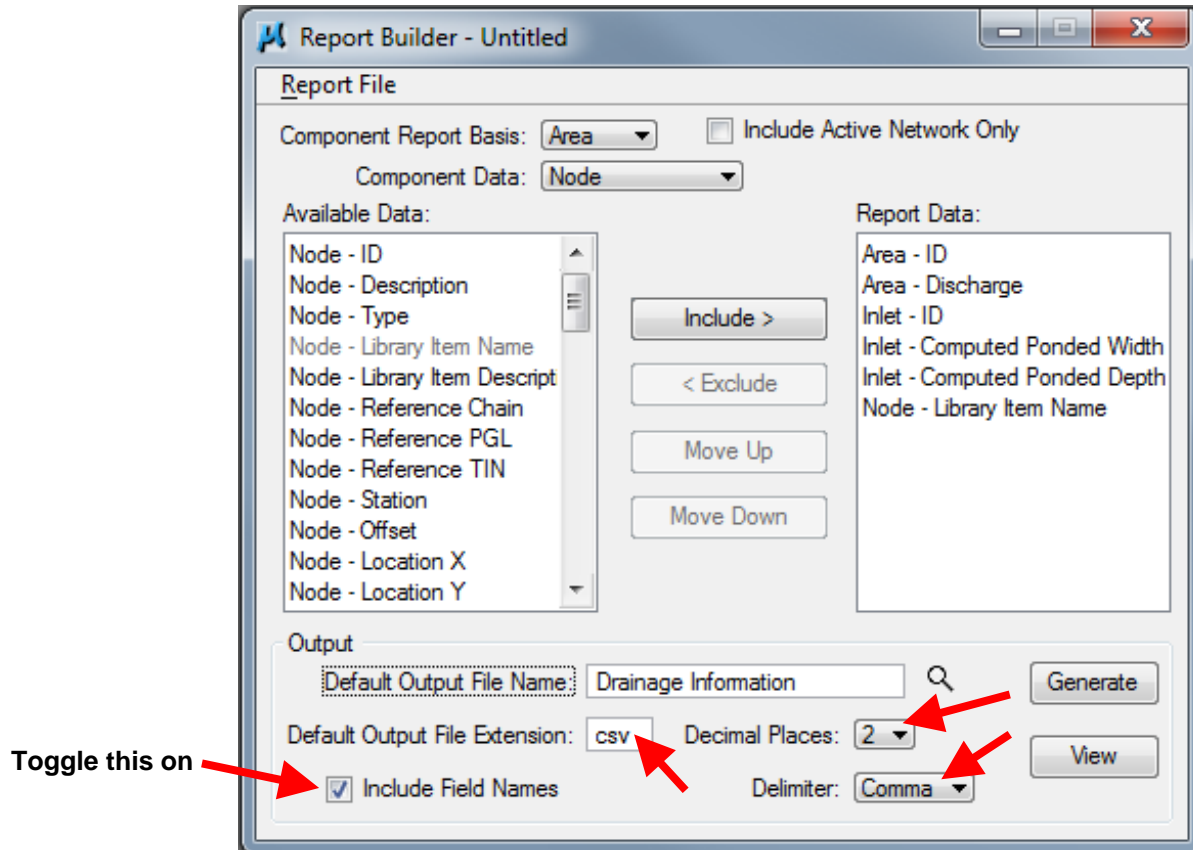 Report Builder - Untitled
Report File
Component Report Basis: Area
Include Active Network Only
Component Data: Node
Available Data:
Node - ID
Node - Description
Node - Type
Node - Library Item Name
Node - Library Item Descript
Node - Reference Chain
Node - Reference PGL
Node - Reference TIN
Node - Station
Node - Offset
Node - Location X
Node - Location Y
Include >
< Exclude
Move Up
Move Down
Report Data:
Area - ID
Area - Discharge
Inlet - ID
Inlet - Computed Ponded Width
Inlet - Computed Ponded Depth
Node - Library Item Name
Output
Default Output File Name: Drainage Information
Generate
Default Output File Extension: csv
Decimal Places: 2
View
Toggle this on
Include Field Names
Delimiter: Comma